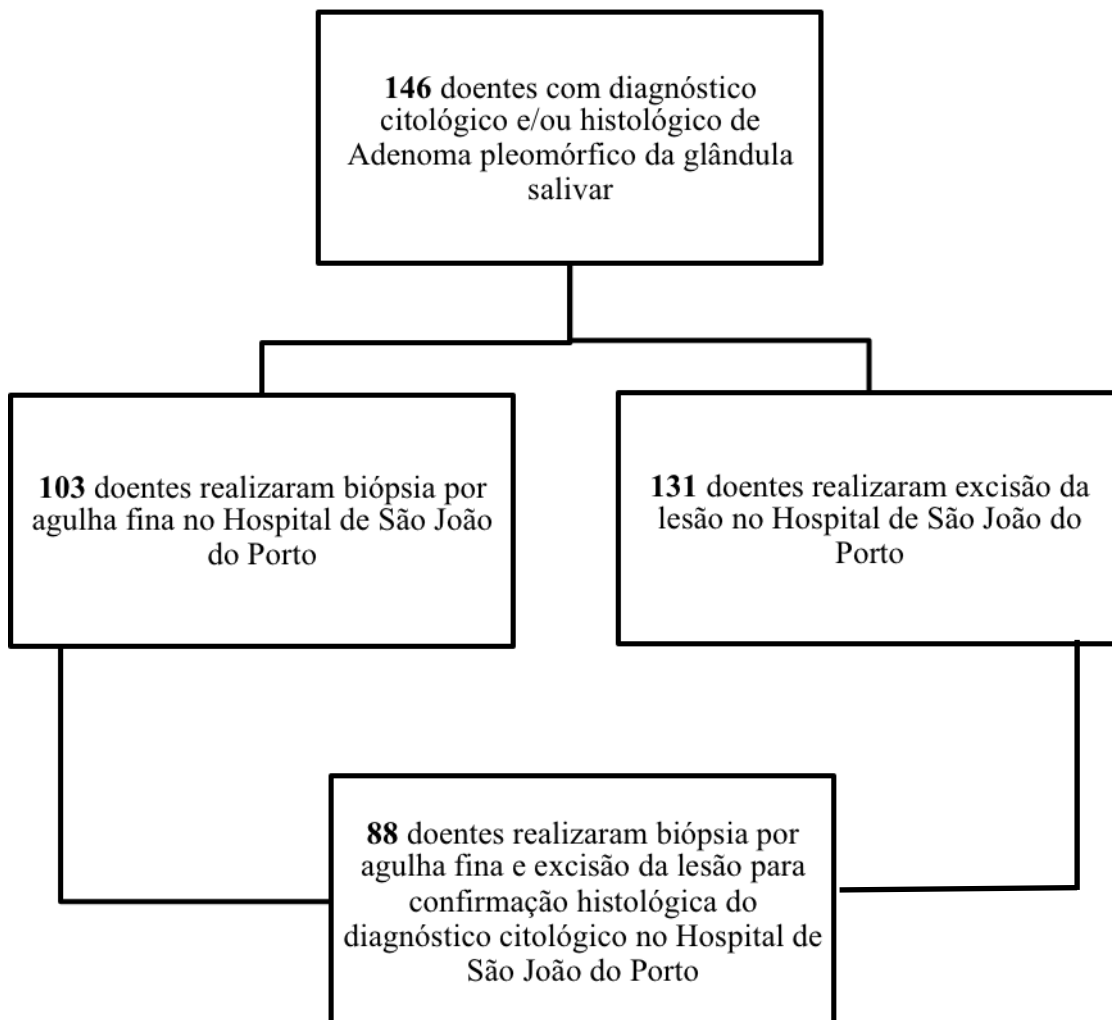 146 doentes com diagnóstico
citológico e/ou histológico de
Adenoma pleomórfico da glândula
salivar
103 doentes realizaram biópsia por
agulha fina no Hospital de São João
do Porto
131 doentes realizaram excisão da
lesão no Hospital de São João do
Porto
88 doentes realizaram biópsia por
agulha fina e excisão da lesão para
confirmação histológica do
diagnóstico citológico no Hospital de
São João do Porto